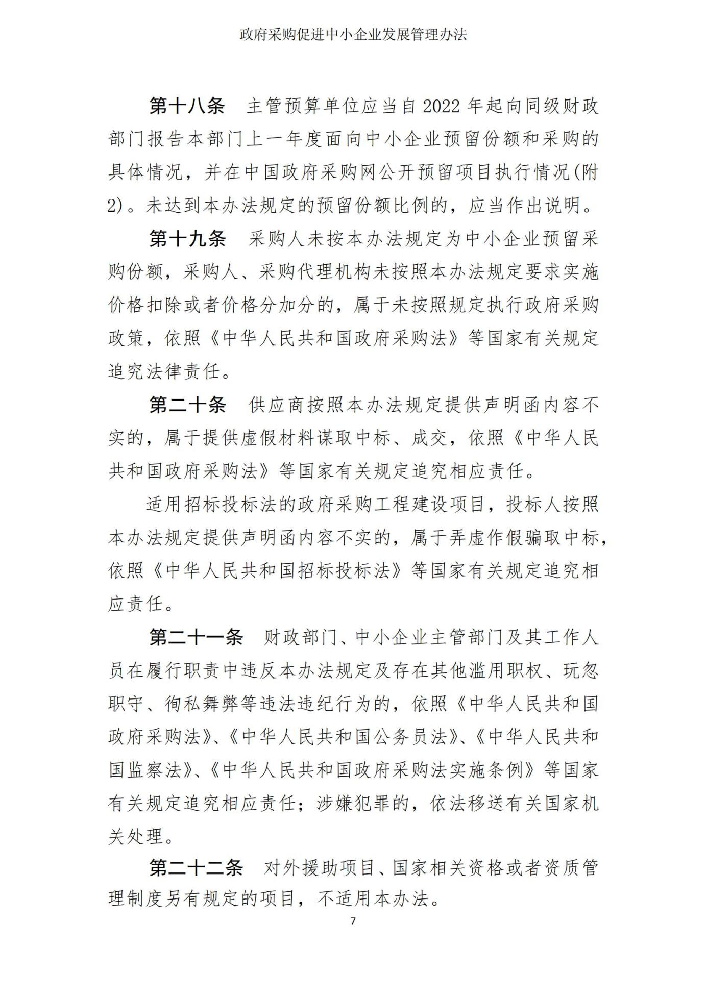 政府采购促进中小企业发展管理办法
第十八条 主管预算单位应当自 2022 年起向同级财政
部门报告本部门上一年度面向中小企业预留份额和采购的
具体情况，并在中国政府采购网公开预留项目执行情况(附
2)。未达到本办法规定的预留份额比例的，应当作出说明。
第十九条 采购人未按本办法规定为中小企业预留采
购份额，采购人、采购代理机构未按照本办法规定要求实施
价格扣除或者价格分加分的，属于未按照规定执行政府采购
政策，依照《中华人民共和国政府采购法》等国家有关规定
追究法律责任。
第二十条 供应商按照本办法规定提供声明函内容不
实的，属于提供虚假材料谋取中标、成交，依照《中华人民
共和国政府采购法》等国家有关规定追究相应责任。
适用招标投标法的政府采购工程建设项目，投标人按照
本办法规定提供声明函内容不实的，属于弄虚作假骗取中标，
依照《中华人民共和国招标投标法》等国家有关规定追究相
应责任。
第二十一条 财政部门、中小企业主管部门及其工作人
员在履行职责中违反本办法规定及存在其他滥用职权、玩忽
职守、徇私舞弊等违法违纪行为的，依照《中华人民共和国
政府采购法》、《中华人民共和国公务员法》、《中华人民共和
国监察法》、《中华人民共和国政府采购法实施条例》等国家
有关规定追究相应责任；涉嫌犯罪的，依法移送有关国家机
关处理。
第二十二条 对外援助项目、国家相关资格或者资质管
理制度另有规定的项目，不适用本办法。
7